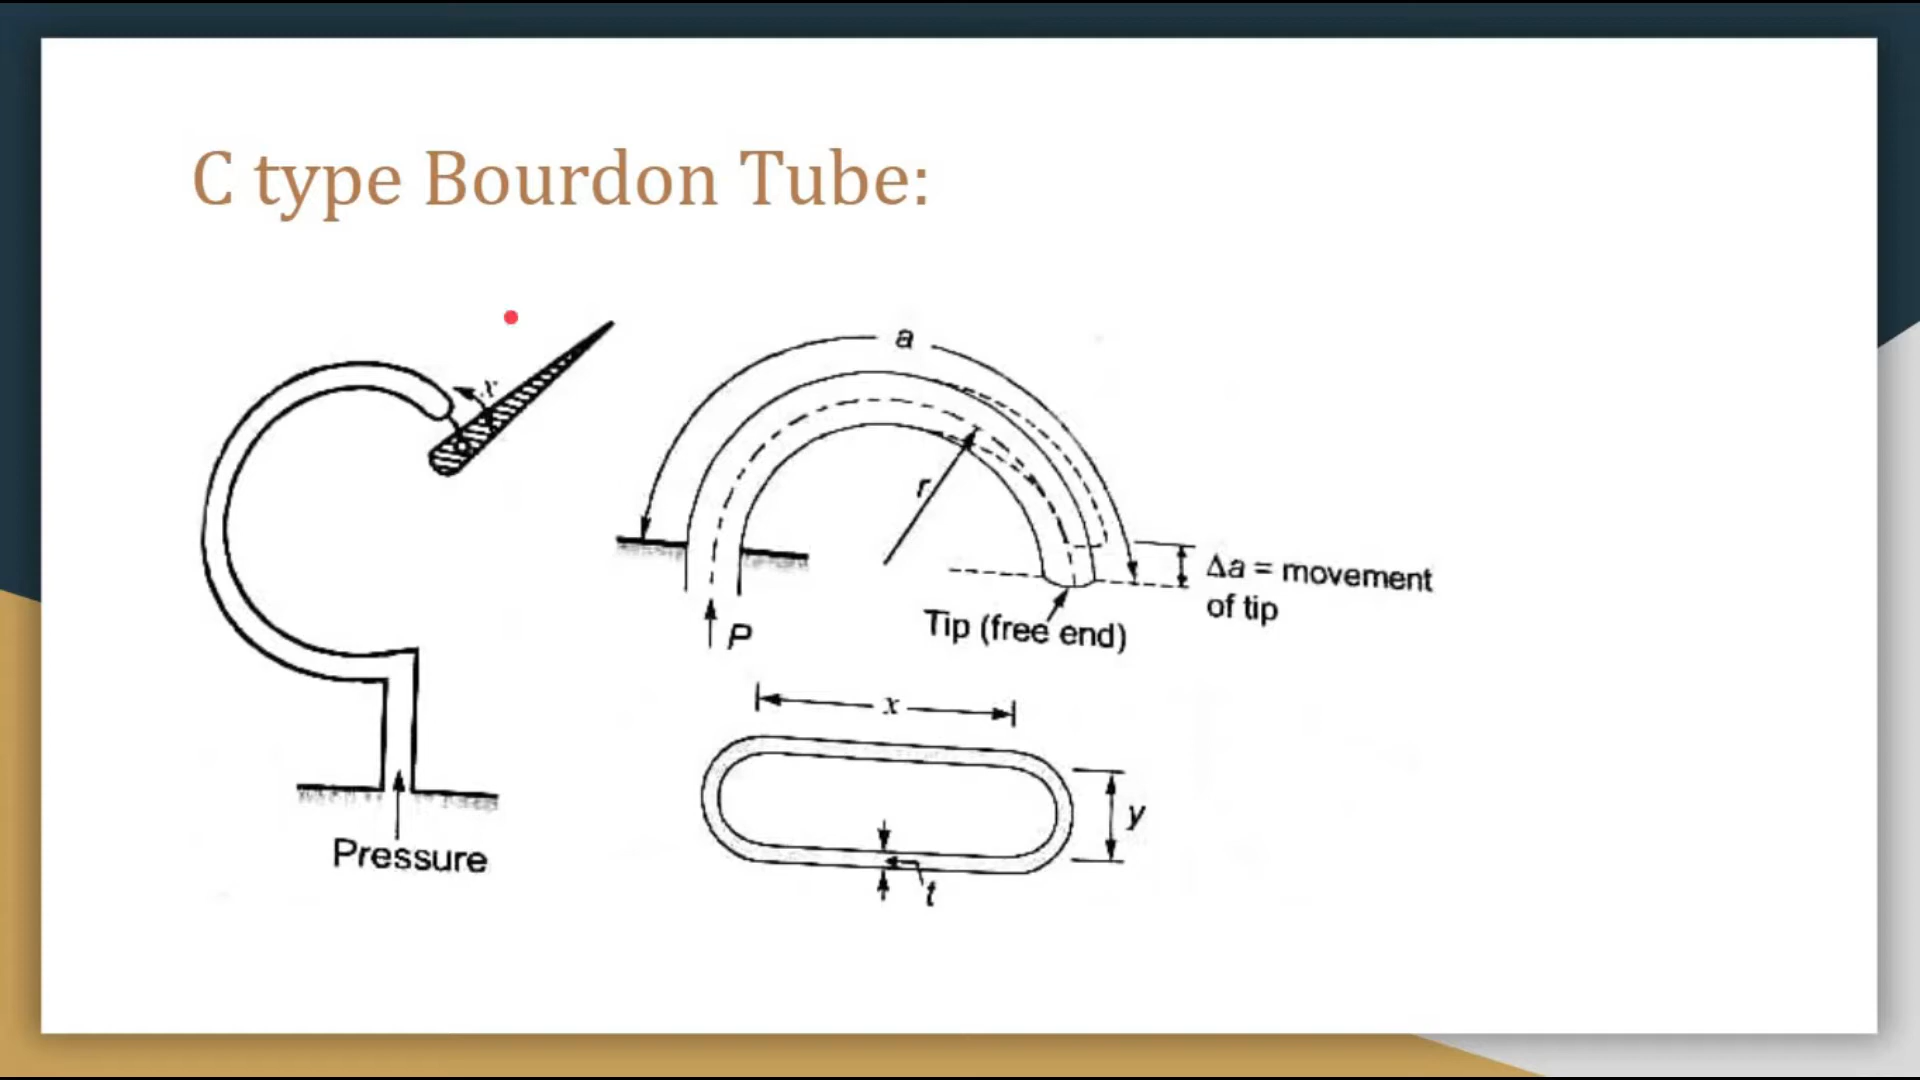 C type Bourdon Tube:
x
Pressure
a
r
P
Tip (free end)
Δa = movement
of tip
x
y
t